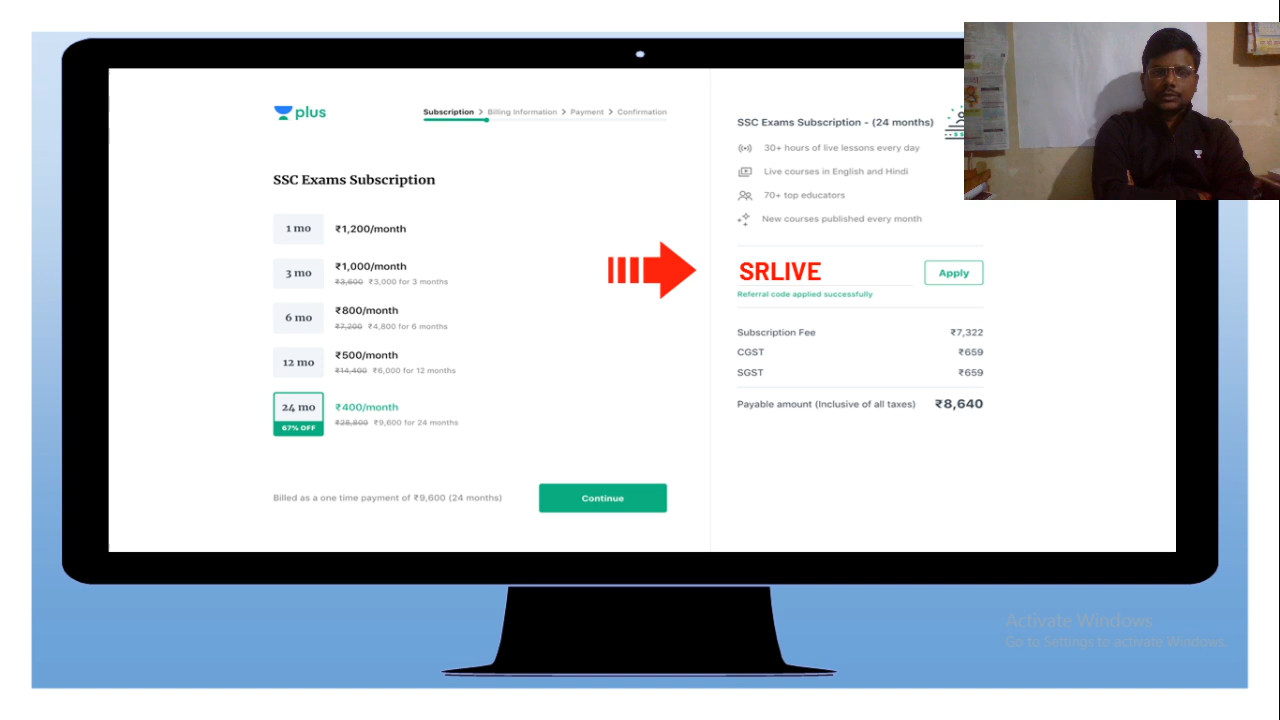 plus
Subscription > Billing Information > Payment > Confirmation
SSC Exams Subscription
1 mo ₹1,200/month
3 mo ₹1,000/month
₹3,600 ₹3,000 for 3 months
6 mo ₹800/month
₹7,200 ₹4,800 for 6 months
12 mo ₹500/month
₹14,400 ₹6,000 for 12 months
24 mo ₹400/month
67% OFF ₹28,800 ₹9,600 for 24 months
Billed as a one time payment of ₹9,600 (24 months) Continue
SSC Exams Subscription - (24 months)
30+ hours of live lessons every day
Live courses in English and Hindi
70+ top educators
New courses published every month
SRLIVE Apply
Referral code applied successfully
Subscription Fee ₹7,322
CGST ₹659
SGST ₹659
Payable amount (Inclusive of all taxes) ₹8,640
Activate Windows
Go to Settings to activate Windows.